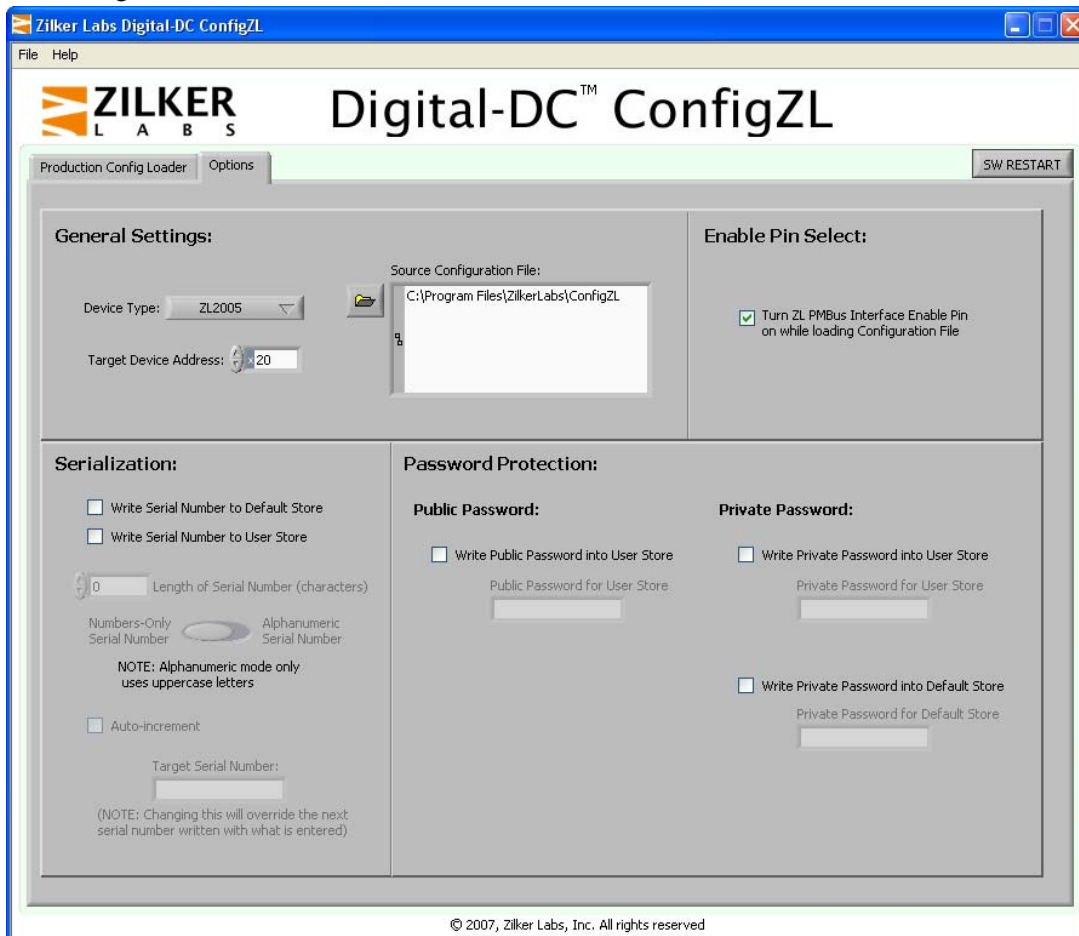 Zilker Labs Digital-DC ConfigZL
File Help
ZILKER
LABS
Digital-DC™ ConfigZL
Production Config Loader Options SW RESTART
General Settings:
Source Configuration File:
Device Type: ZL2005
C:\Program Files\ZilkerLabs\ConfigZL
Target Device Address: x20
Enable Pin Select:
Turn ZL PMBus Interface Enable Pin
on while loading Configuration File
Serialization:
Write Serial Number to Default Store
Write Serial Number to User Store
0 Length of Serial Number (characters)
Numbers-Only Alphanumeric
Serial Number Serial Number
NOTE: Alphanumeric mode only
uses uppercase letters
Auto-increment
Target Serial Number:
(NOTE: Changing this will override the next
serial number written with what is entered)
Password Protection:
Public Password:
Write Public Password into User Store
Public Password for User Store
Private Password:
Write Private Password into User Store
Private Password for User Store
Write Private Password into Default Store
Private Password for Default Store
© 2007, Zilker Labs, Inc. All rights reserved